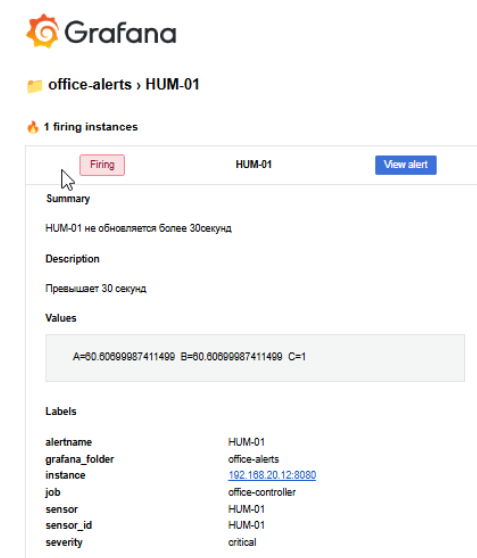 Grafana
office-alerts › HUM-01
1 firing instances
Firing HUM-01 View alert
Summary
HUM-01 не обновляется более 30секунд
Description
Превышает 30 секунд
Values
A=60.60699987411499 B=60.60699987411499 C=1
Labels
alertname HUM-01
grafana_folder office-alerts
instance 192.168.20.12:8080
job office-controller
sensor HUM-01
sensor_id HUM-01
severity critical